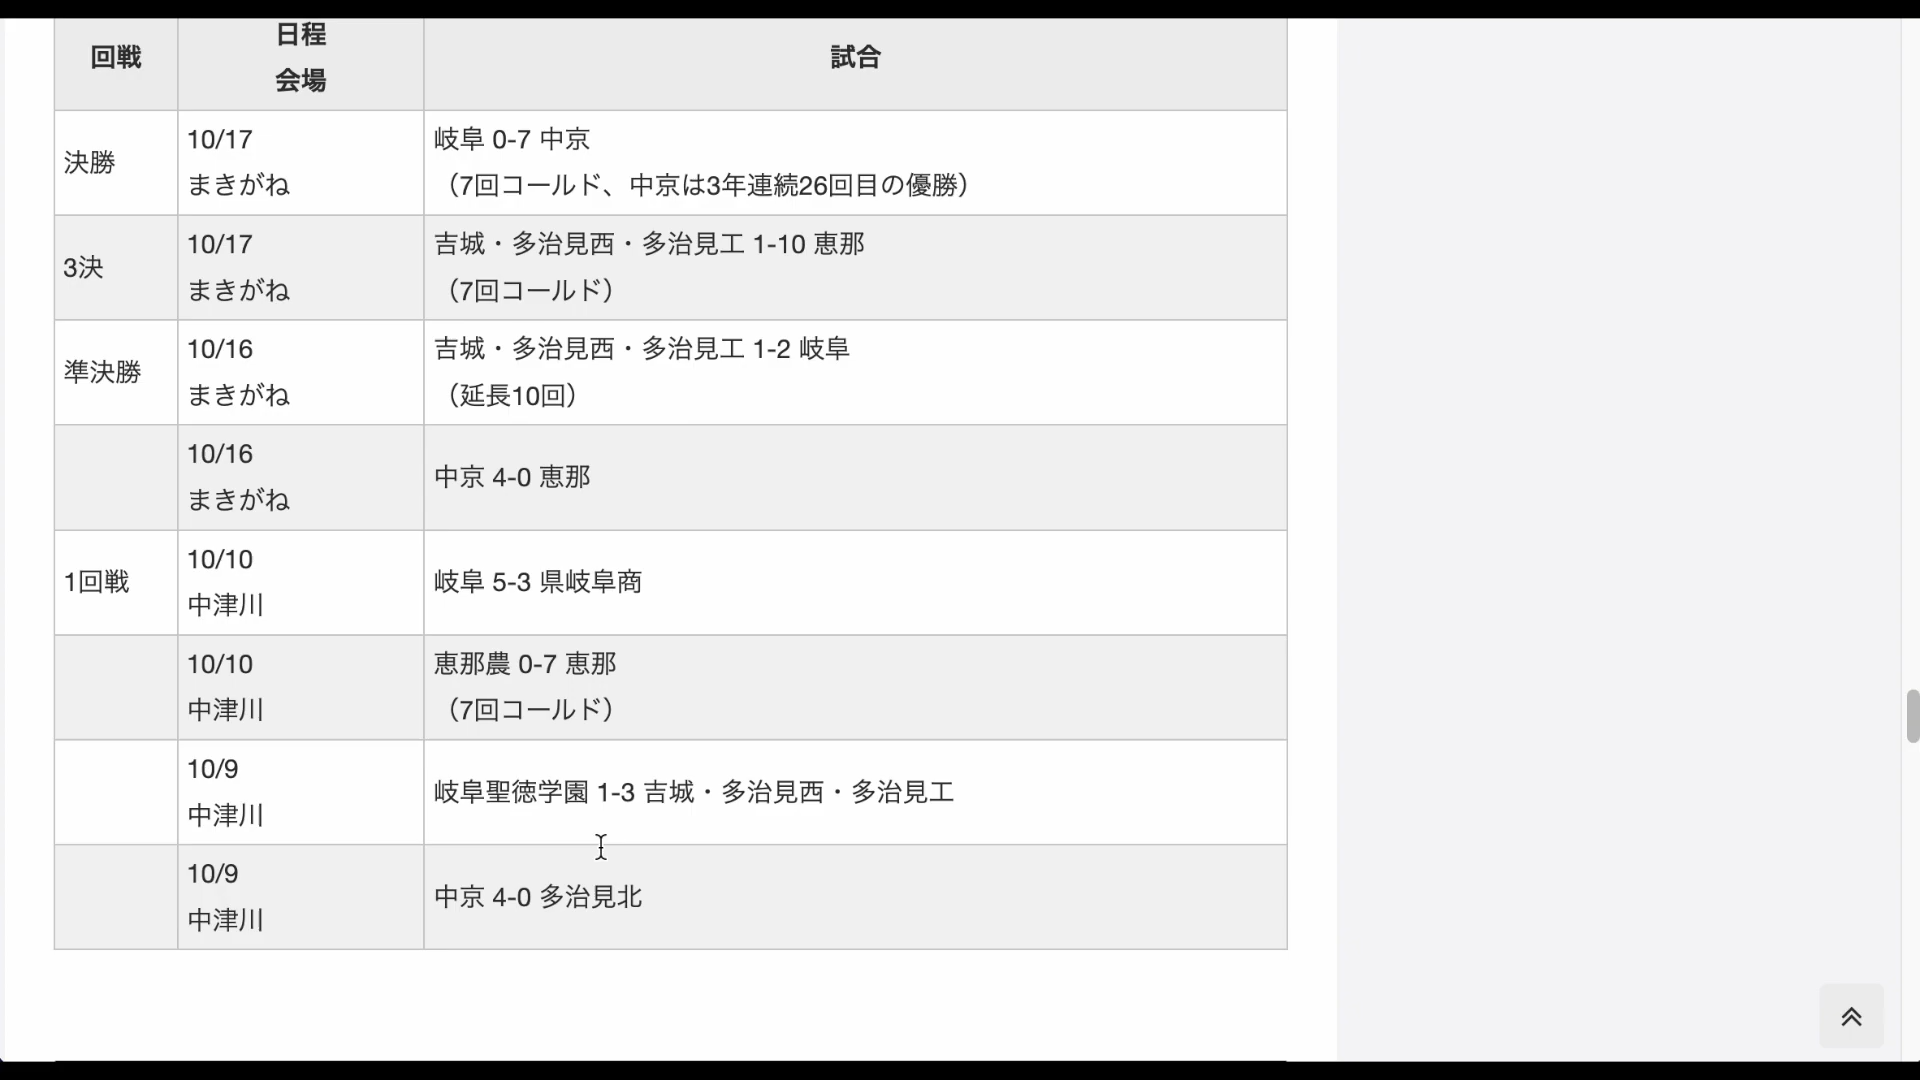 回戦
日程
会場
試合
決勝
10/17
まきがね
岐阜 0-7 中京
（7回コールド、中京は3年連続26回目の優勝）
3決
10/17
まきがね
吉城・多治見西・多治見工 1-10 恵那
（7回コールド）
準決勝
10/16
まきがね
吉城・多治見西・多治見工 1-2 岐阜
（延長10回）
10/16
まきがね
中京 4-0 恵那
1回戦
10/10
中津川
岐阜 5-3 県岐阜商
10/10
中津川
恵那農 0-7 恵那
（7回コールド）
10/9
中津川
岐阜聖徳学園 1-3 吉城・多治見西・多治見工
10/9
中津川
中京 4-0 多治見北